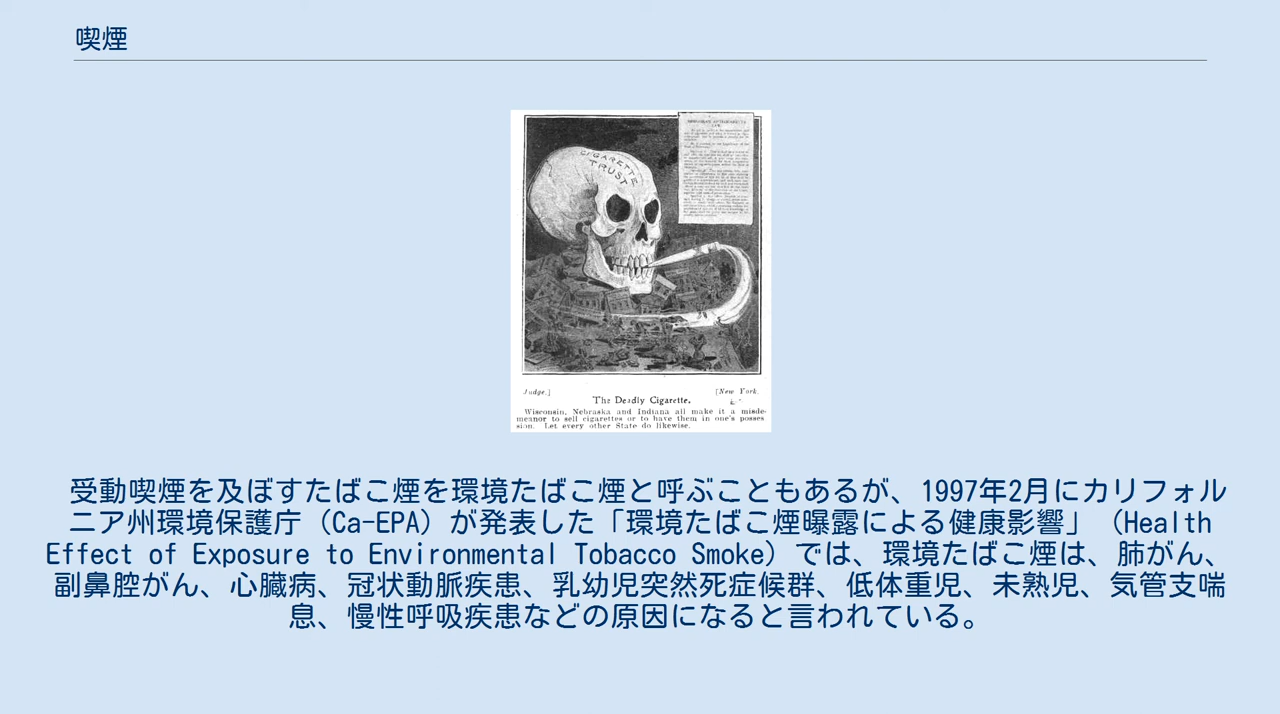 喫煙
CIGARETTE
TRUST
Judge.]
[New York.
The Deadly Cigarette.
Wisconsin, Nebraska and Indiana all make it a misde-
meanor to sell cigarettes or to have them in one's posses
sion. Let every other State do likewise.
受動喫煙を及ぼすたばこ煙を環境たばこ煙と呼ぶこともあるが、1997年2月にカリフォル
ニア州環境保護庁（Ca-EPA）が発表した「環境たばこ煙曝露による健康影響」（Health
Effect of Exposure to Environmental Tobacco Smoke）では、環境たばこ煙は、肺がん、
副鼻腔がん、心臓病、冠状動脈疾患、乳幼児突然死症候群、低体重児、未熟児、気管支喘
息、慢性呼吸疾患などの原因になると言われている。